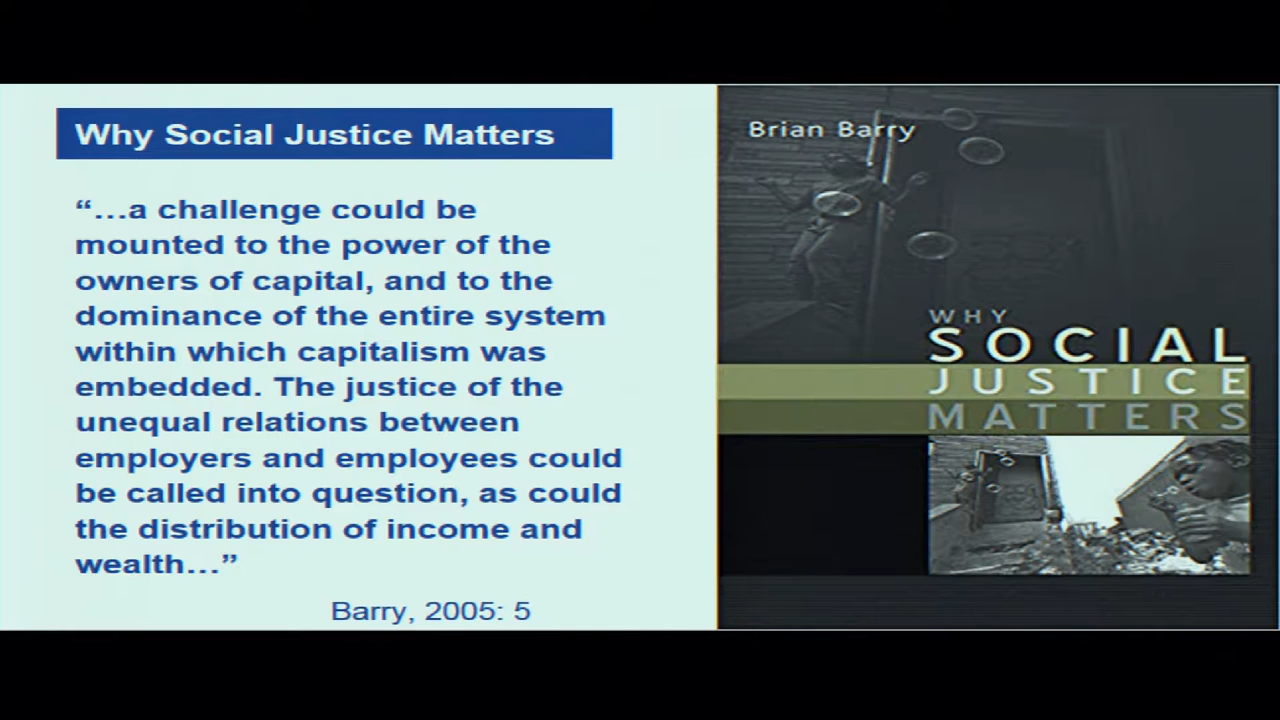 Why Social Justice Matters
“…a challenge could be
mounted to the power of the
owners of capital, and to the
dominance of the entire system
within which capitalism was
embedded. The justice of the
unequal relations between
employers and employees could
be called into question, as could
the distribution of income and
wealth…”
Barry, 2005: 5
Brian Barry
WHY
SOCIAL
JUSTICE
MATTERS